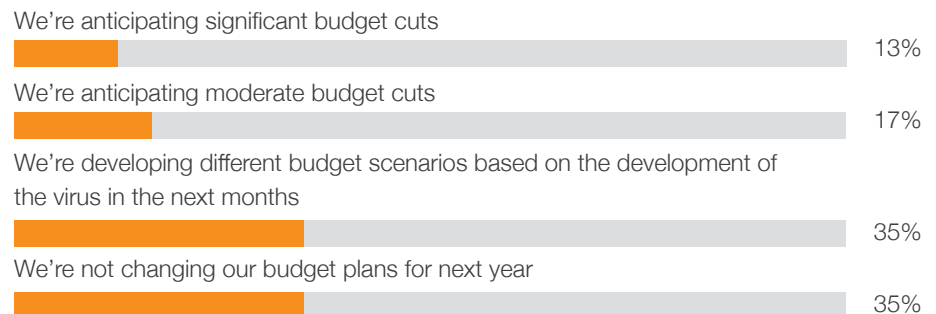 We're anticipating significant budget cuts
13%
We're anticipating moderate budget cuts
17%
We're developing different budget scenarios based on the development of
the virus in the next months
35%
We're not changing our budget plans for next year
35%